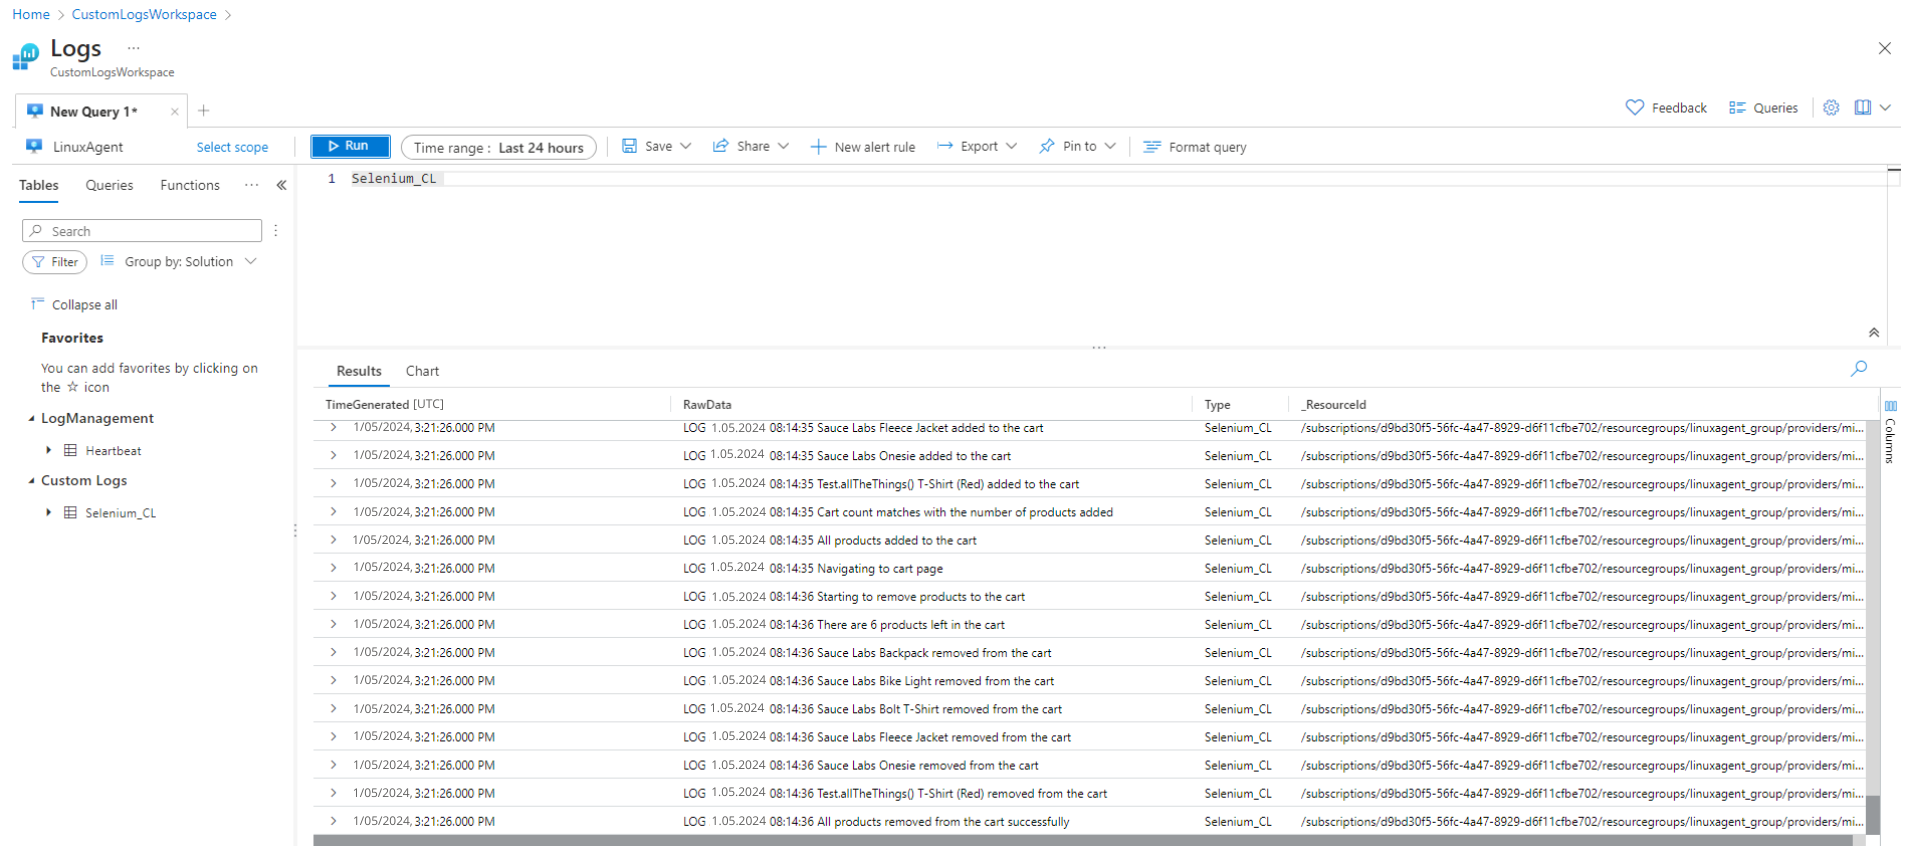 Home > CustomLogsWorkspace >
Logs ...
CustomLogsWorkspace
New Query 1*
Feedback Queries
LinuxAgent Select scope Run Time range : Last 24 hours Save Share New alert rule Export Pin to Format query
Tables Queries Functions ...
1 Selenium_CL
Search
Filter Group by: Solution
Collapse all
Favorites
You can add favorites by clicking on
the ☆ icon
LogManagement
Heartbeat
Custom Logs
Selenium_CL
Results Chart
TimeGenerated [UTC] RawData Type _ResourceId
1/05/2024, 3:21:26.000 PM LOG 1.05.2024 08:14:35 Sauce Labs Fleece Jacket added to the cart Selenium_CL /subscriptions/d9bd30f5-56fc-4a47-8929-d6f11cfbe702/resourcegroups/linuxagent_group/providers/mi...
1/05/2024, 3:21:26.000 PM LOG 1.05.2024 08:14:35 Sauce Labs Onesie added to the cart Selenium_CL /subscriptions/d9bd30f5-56fc-4a47-8929-d6f11cfbe702/resourcegroups/linuxagent_group/providers/mi...
1/05/2024, 3:21:26.000 PM LOG 1.05.2024 08:14:35 Test.allTheThings() T-Shirt (Red) added to the cart Selenium_CL /subscriptions/d9bd30f5-56fc-4a47-8929-d6f11cfbe702/resourcegroups/linuxagent_group/providers/mi...
1/05/2024, 3:21:26.000 PM LOG 1.05.2024 08:14:35 Cart count matches with the number of products added Selenium_CL /subscriptions/d9bd30f5-56fc-4a47-8929-d6f11cfbe702/resourcegroups/linuxagent_group/providers/mi...
1/05/2024, 3:21:26.000 PM LOG 1.05.2024 08:14:35 All products added to the cart Selenium_CL /subscriptions/d9bd30f5-56fc-4a47-8929-d6f11cfbe702/resourcegroups/linuxagent_group/providers/mi...
1/05/2024, 3:21:26.000 PM LOG 1.05.2024 08:14:35 Navigating to cart page Selenium_CL /subscriptions/d9bd30f5-56fc-4a47-8929-d6f11cfbe702/resourcegroups/linuxagent_group/providers/mi...
1/05/2024, 3:21:26.000 PM LOG 1.05.2024 08:14:36 Starting to remove products to the cart Selenium_CL /subscriptions/d9bd30f5-56fc-4a47-8929-d6f11cfbe702/resourcegroups/linuxagent_group/providers/mi...
1/05/2024, 3:21:26.000 PM LOG 1.05.2024 08:14:36 There are 6 products left in the cart Selenium_CL /subscriptions/d9bd30f5-56fc-4a47-8929-d6f11cfbe702/resourcegroups/linuxagent_group/providers/mi...
1/05/2024, 3:21:26.000 PM LOG 1.05.2024 08:14:36 Sauce Labs Backpack removed from the cart Selenium_CL /subscriptions/d9bd30f5-56fc-4a47-8929-d6f11cfbe702/resourcegroups/linuxagent_group/providers/mi...
1/05/2024, 3:21:26.000 PM LOG 1.05.2024 08:14:36 Sauce Labs Bike Light removed from the cart Selenium_CL /subscriptions/d9bd30f5-56fc-4a47-8929-d6f11cfbe702/resourcegroups/linuxagent_group/providers/mi...
1/05/2024, 3:21:26.000 PM LOG 1.05.2024 08:14:36 Sauce Labs Bolt T-Shirt removed from the cart Selenium_CL /subscriptions/d9bd30f5-56fc-4a47-8929-d6f11cfbe702/resourcegroups/linuxagent_group/providers/mi...
1/05/2024, 3:21:26.000 PM LOG 1.05.2024 08:14:36 Sauce Labs Fleece Jacket removed from the cart Selenium_CL /subscriptions/d9bd30f5-56fc-4a47-8929-d6f11cfbe702/resourcegroups/linuxagent_group/providers/mi...
1/05/2024, 3:21:26.000 PM LOG 1.05.2024 08:14:36 Sauce Labs Onesie removed from the cart Selenium_CL /subscriptions/d9bd30f5-56fc-4a47-8929-d6f11cfbe702/resourcegroups/linuxagent_group/providers/mi...
1/05/2024, 3:21:26.000 PM LOG 1.05.2024 08:14:36 Test.allTheThings() T-Shirt (Red) removed from the cart Selenium_CL /subscriptions/d9bd30f5-56fc-4a47-8929-d6f11cfbe702/resourcegroups/linuxagent_group/providers/mi...
1/05/2024, 3:21:26.000 PM LOG 1.05.2024 08:14:36 All products removed from the cart successfully Selenium_CL /subscriptions/d9bd30f5-56fc-4a47-8929-d6f11cfbe702/resourcegroups/linuxagent_group/providers/mi...
Columns